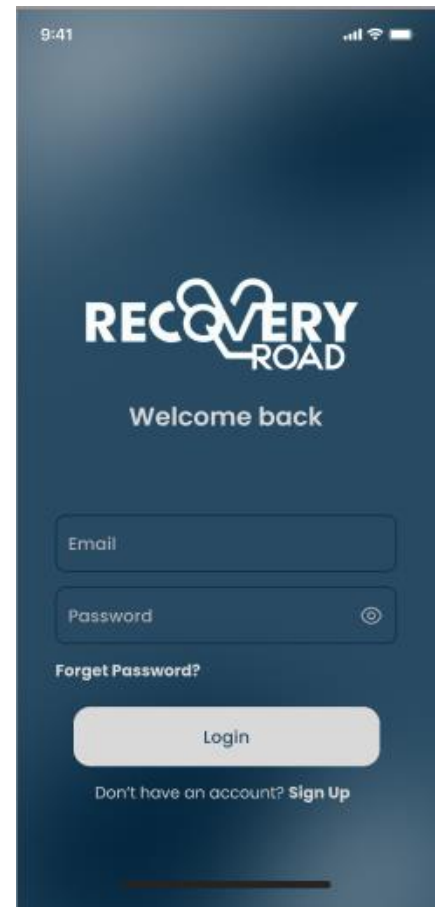 9:41
RECOVERY
ROAD
Welcome back
Email
Password
Forget Password?
Login
Don't have an account? Sign Up